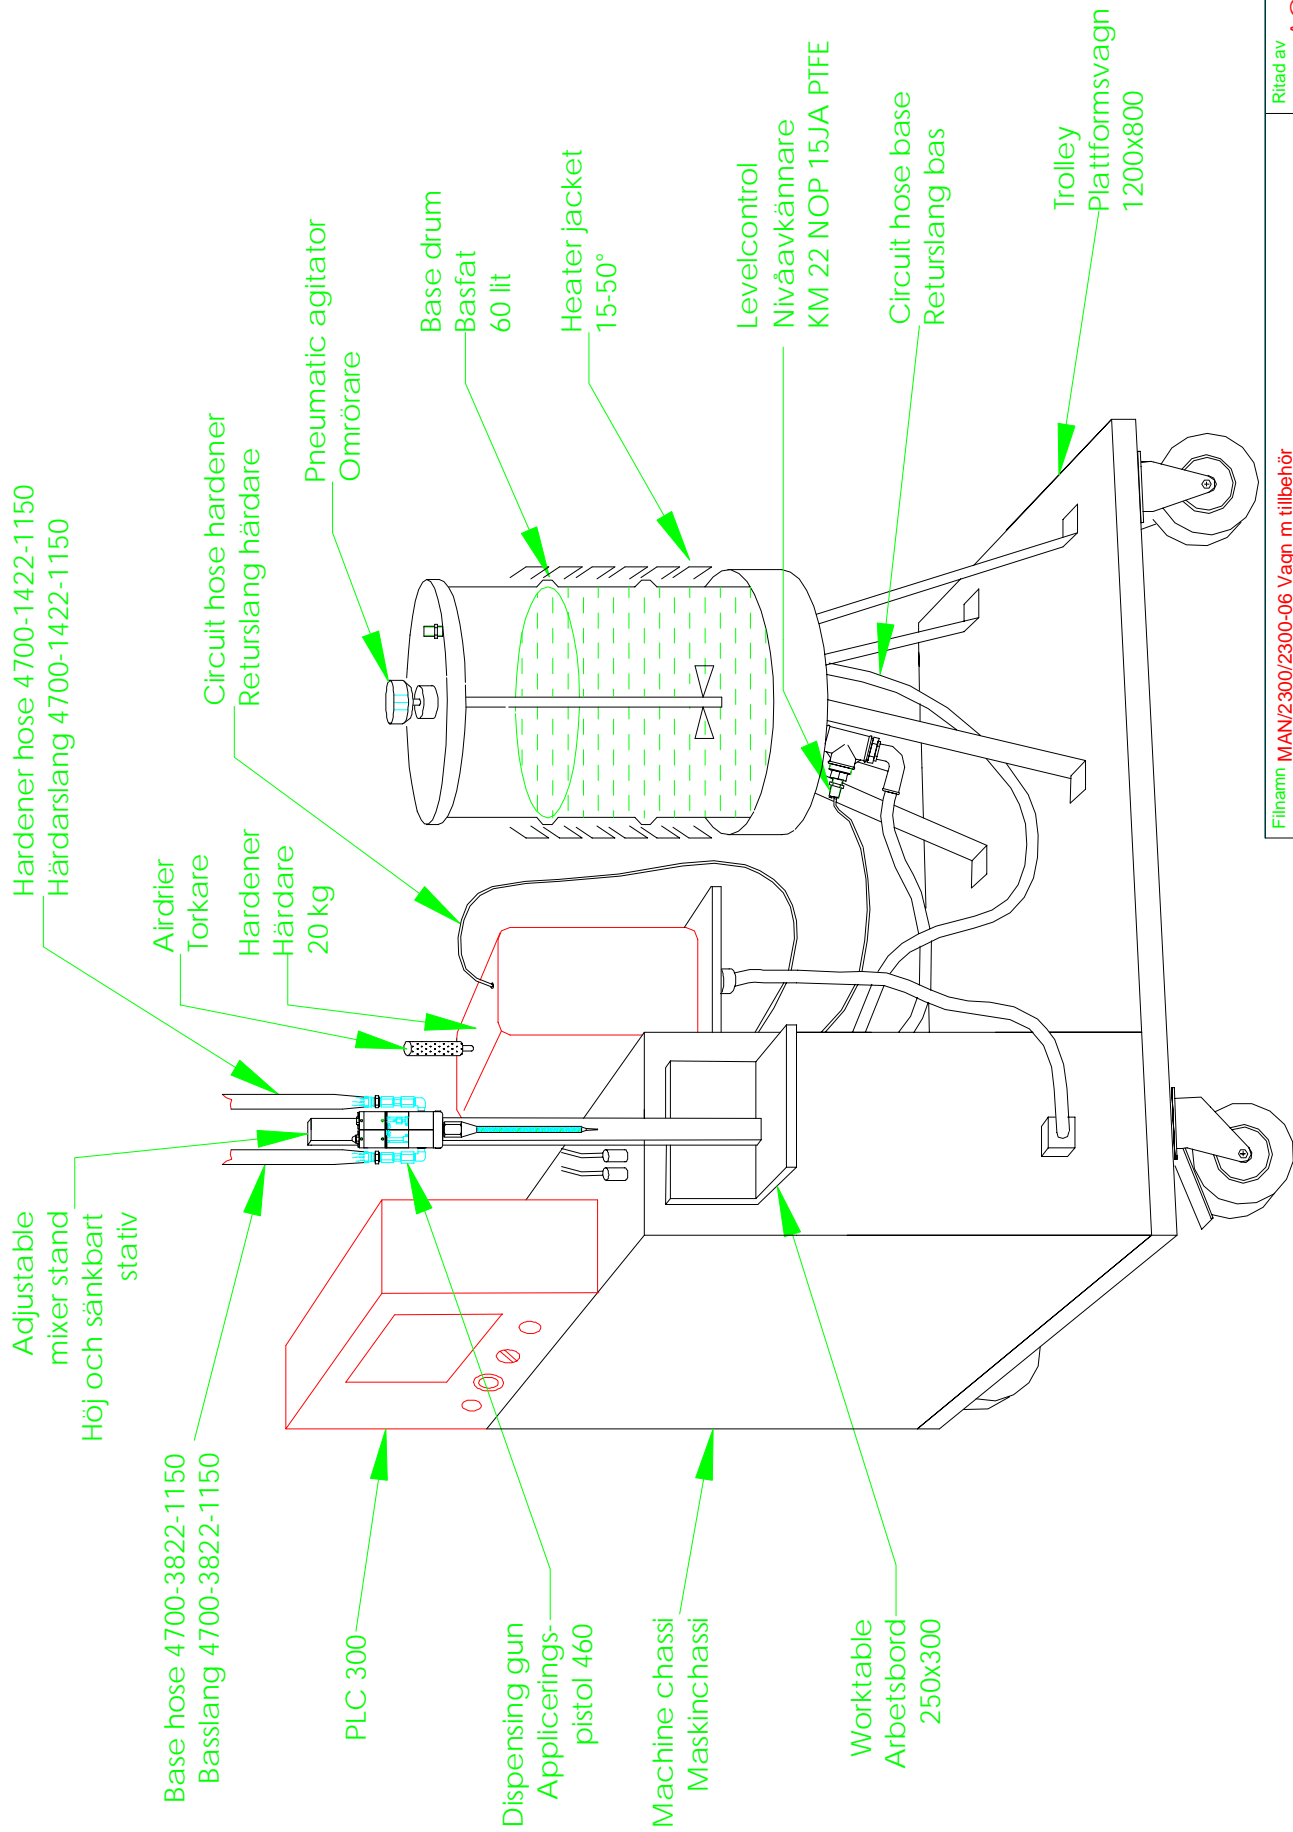 Hardener hose 4700-1422-1150
Härdarslang 4700-1422-1150
Adjustable
mixer stand
Höj och sänkbart
stativ
Base hose 4700-3822-1150
Basslang 4700-3822-1150
PLC 300
Dispensing gun
Applicerings-
pistol 460
Machine chassi
Maskinchassi
Worktable
Arbetsbord
250x300
Airdrier
Torkare
Hardener
Härdare
20 kg
Circuit hose hardener
Returslang härdare
Pneumatic agitator
Omrörare
Base drum
Basfat
60 lit
Heater jacket
15-50°
Levelcontrol
Nivåavkännare
KM 22 NOP 15JA PTFE
Circuit hose base
Returslang bas
Trolley
Plattformsvagn
1200x800
Filnamn MAN/2300/2300-06 Vagn m tillbehör
Ritad av